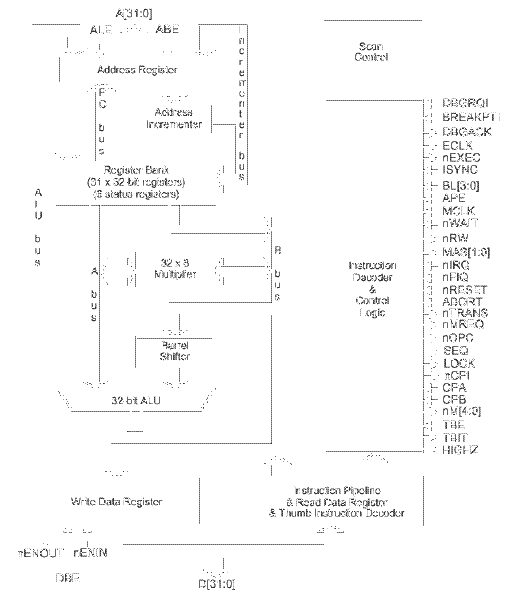 A[31:0]
ALE
ABE
Incrementer bus
Scan
Control
Address Register
PC bus
Address
Incrementer
Register Bank
(31 x 32-bit registers)
(6 status registers)
ALU bus
A bus
32 x 8
Multiplier
B bus
Barrel
Shifter
32-bit ALU
Instruction
Decoder
&
Control
Logic
DBGRQI
BREAKPTI
DBGACK
ECLK
nEXEC
ISYNC
BL[3:0]
APE
MCLK
nWAIT
nRW
MAS[1:0]
nIRQ
nFIQ
nRESET
ABORT
nTRANS
nMREQ
nOPC
SEQ
LOCK
nCPI
CPA
CPB
nM[4:0]
TBE
TBIT
HIGHZ
Write Data Register
Instruction Pipeline
& Read Data Register
& Thumb Instruction Decoder
nENOUT nENIN
DBE
D[31:0]